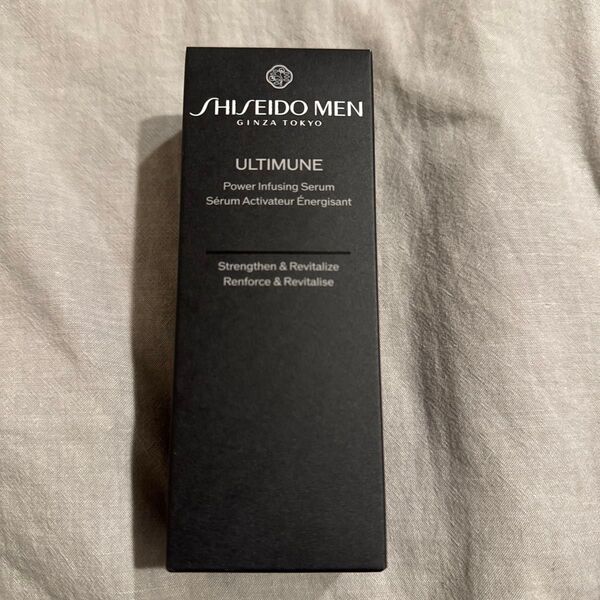 SHISEIDO MEN
GINZA TOKYO
ULTIMUNE
Power Infusing Serum
Sérum Activateur Énergisant
Strengthen & Revitalize
Renforce & Revitalise